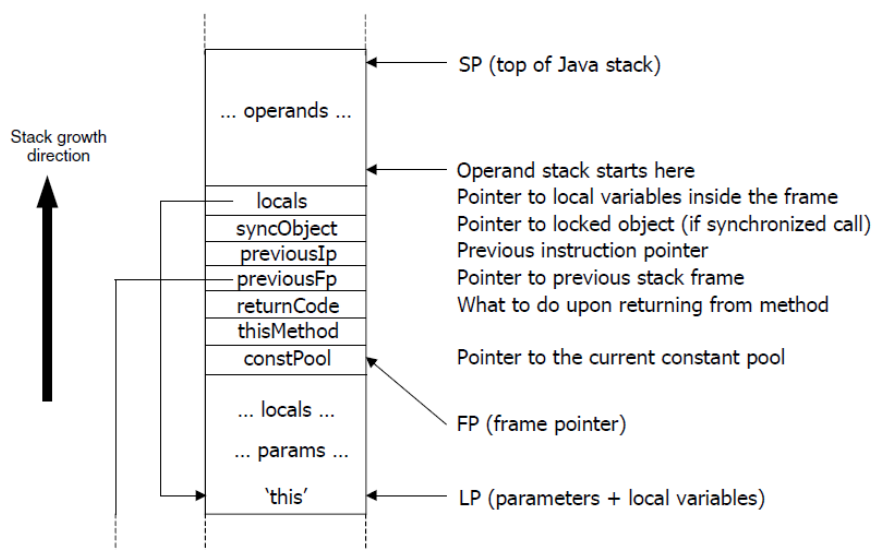 SP (top of Java stack)
... operands ...
Stack growth
direction
Operand stack starts here
locals
Pointer to local variables inside the frame
syncObject
Pointer to locked object (if synchronized call)
previousIp
Previous instruction pointer
previousFp
Pointer to previous stack frame
returnCode
What to do upon returning from method
thisMethod
constPool
Pointer to the current constant pool
... locals ...
FP (frame pointer)
... params ...
‘this’
LP (parameters + local variables)